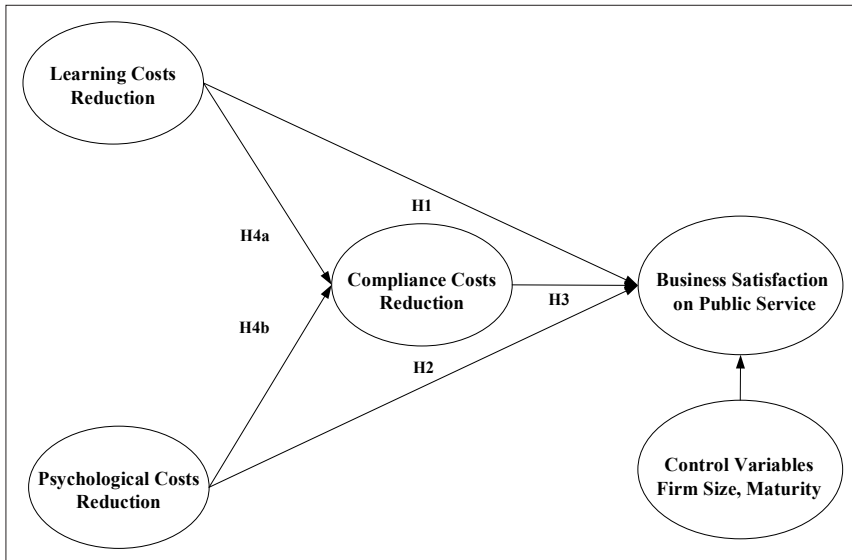 Learning Costs
Reduction
H1
H4a
Compliance Costs
Reduction
Business Satisfaction
on Public Service
H3
H4b
H2
Psychological Costs
Reduction
Control Variables
Firm Size, Maturity